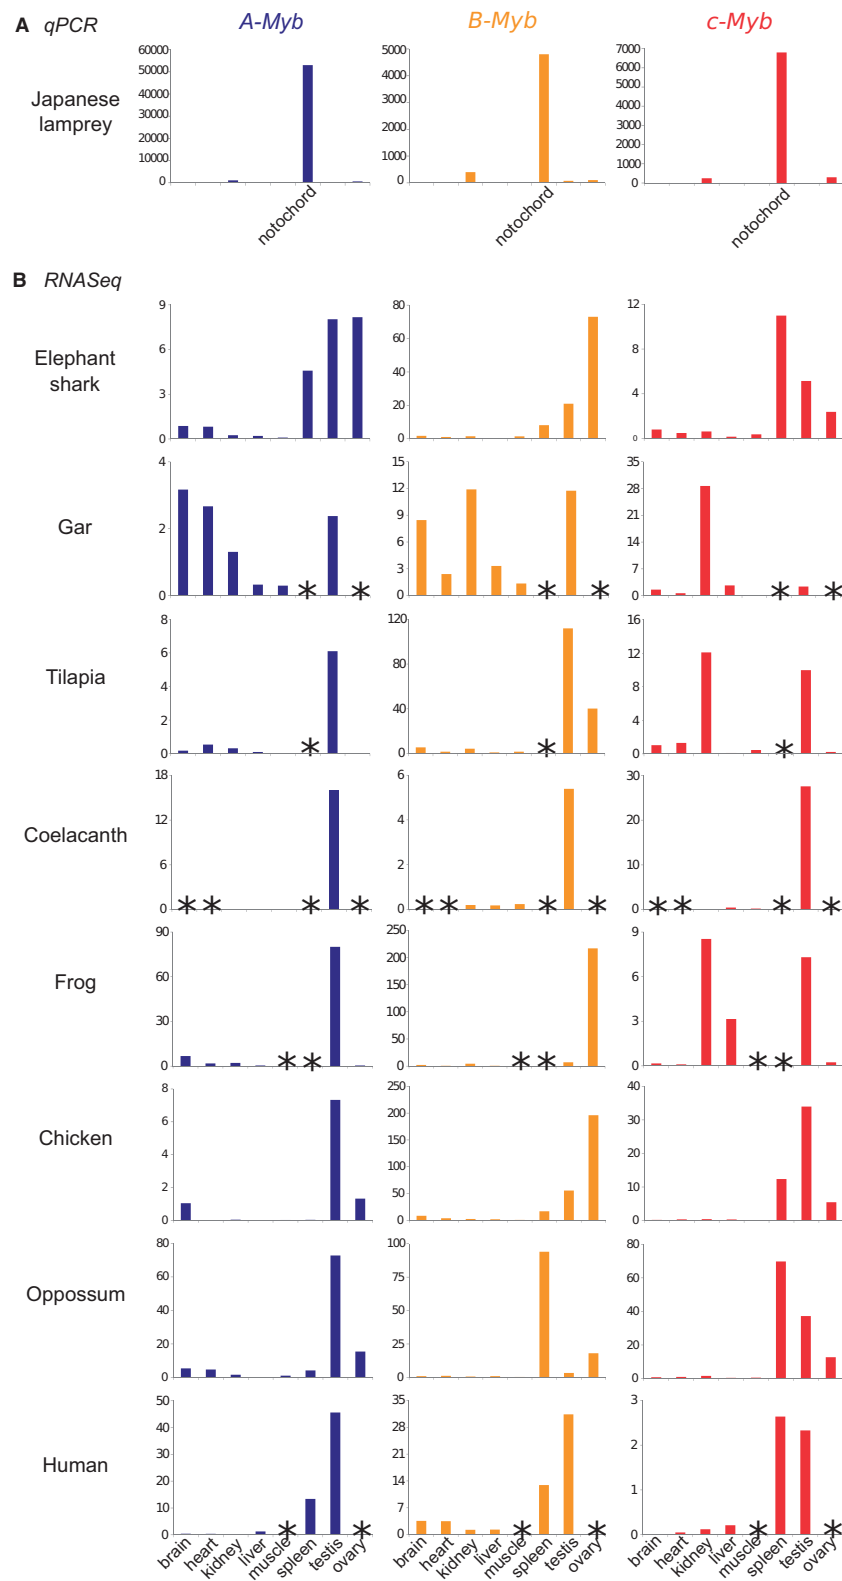 A qPCR A-Myb B-Myb c-Myb
Japanese lamprey
60000 50000 40000 30000 20000 10000 0
5000 4000 3000 2000 1000 0
7000 6000 5000 4000 3000 2000 1000 0
notochord notochord notochord
B RNASeq
Elephant shark
9 6 3 0
80 60 40 20 0
12 8 4 0
Gar
4 2 0
15 12 9 6 3 0
35 28 21 14 7 0
* * * * * *
Tilapia
8 6 4 2 0
120 80 40 0
16 12 8 4 0
* * *
Coelacanth
18 12 6 0
6 4 2 0
30 20 10 0
* * * * * * * * * * * *
Frog
90 60 30 0
250 200 150 100 50 0
9 6 3 0
* * * * * *
Chicken
8 6 4 2 0
250 200 150 100 50 0
40 30 20 10 0
Oppossum
80 60 40 20 0
100 75 50 25 0
80 60 40 20 0
Human
50 40 30 20 10 0
35 28 21 14 7 0
3 2 1 0
* * * * * *
brain heart kidney liver muscle spleen testis ovary
brain heart kidney liver muscle spleen testis ovary
brain heart kidney liver muscle spleen testis ovary